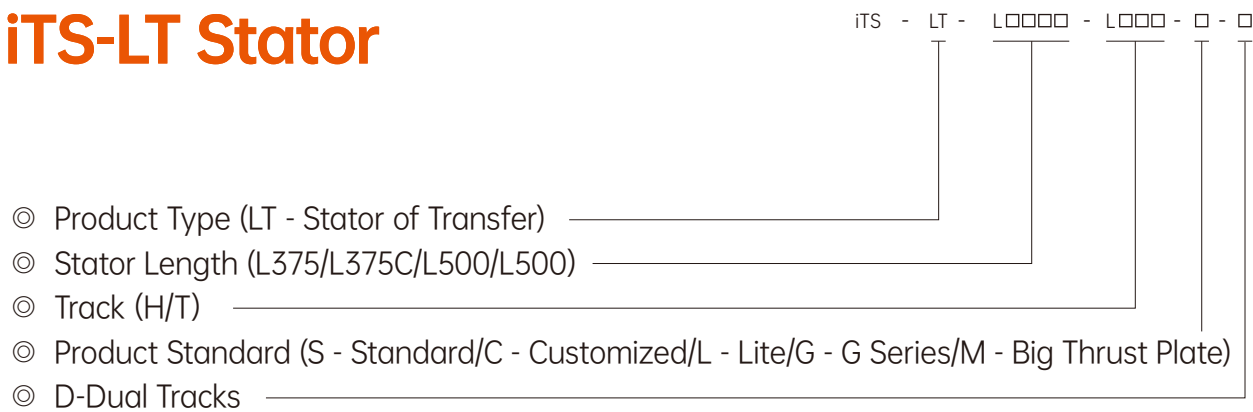 iTS-LT Stator
iTS - LT - L□□□□ - L□□□ - □ - □
◎ Product Type (LT - Stator of Transfer)
◎ Stator Length (L375/L375C/L500/L500)
◎ Track (H/T)
◎ Product Standard (S - Standard/C - Customized/L - Lite/G - G Series/M - Big Thrust Plate)
◎ D-Dual Tracks